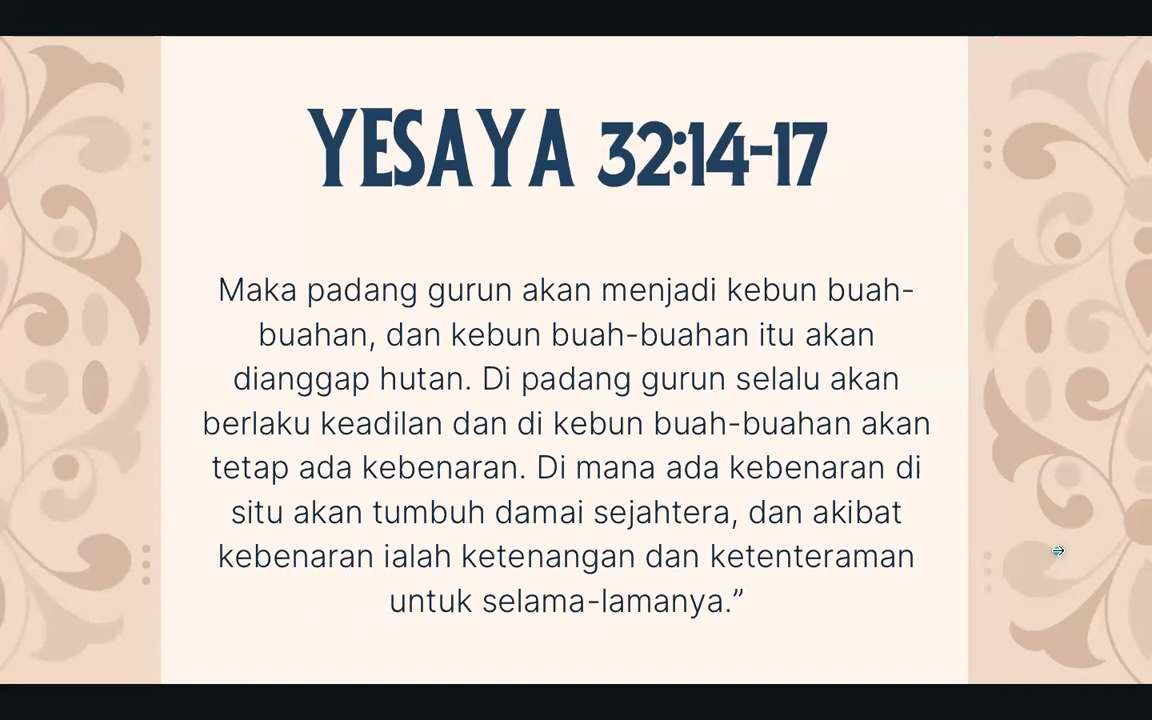 YESAYA 32:14-17
Maka padang gurun akan menjadi kebun buah-
buahan, dan kebun buah-buahan itu akan
dianggap hutan. Di padang gurun selalu akan
berlaku keadilan dan di kebun buah-buahan akan
tetap ada kebenaran. Di mana ada kebenaran di
situ akan tumbuh damai sejahtera, dan akibat
kebenaran ialah ketenangan dan ketenteraman
untuk selama-lamanya.”